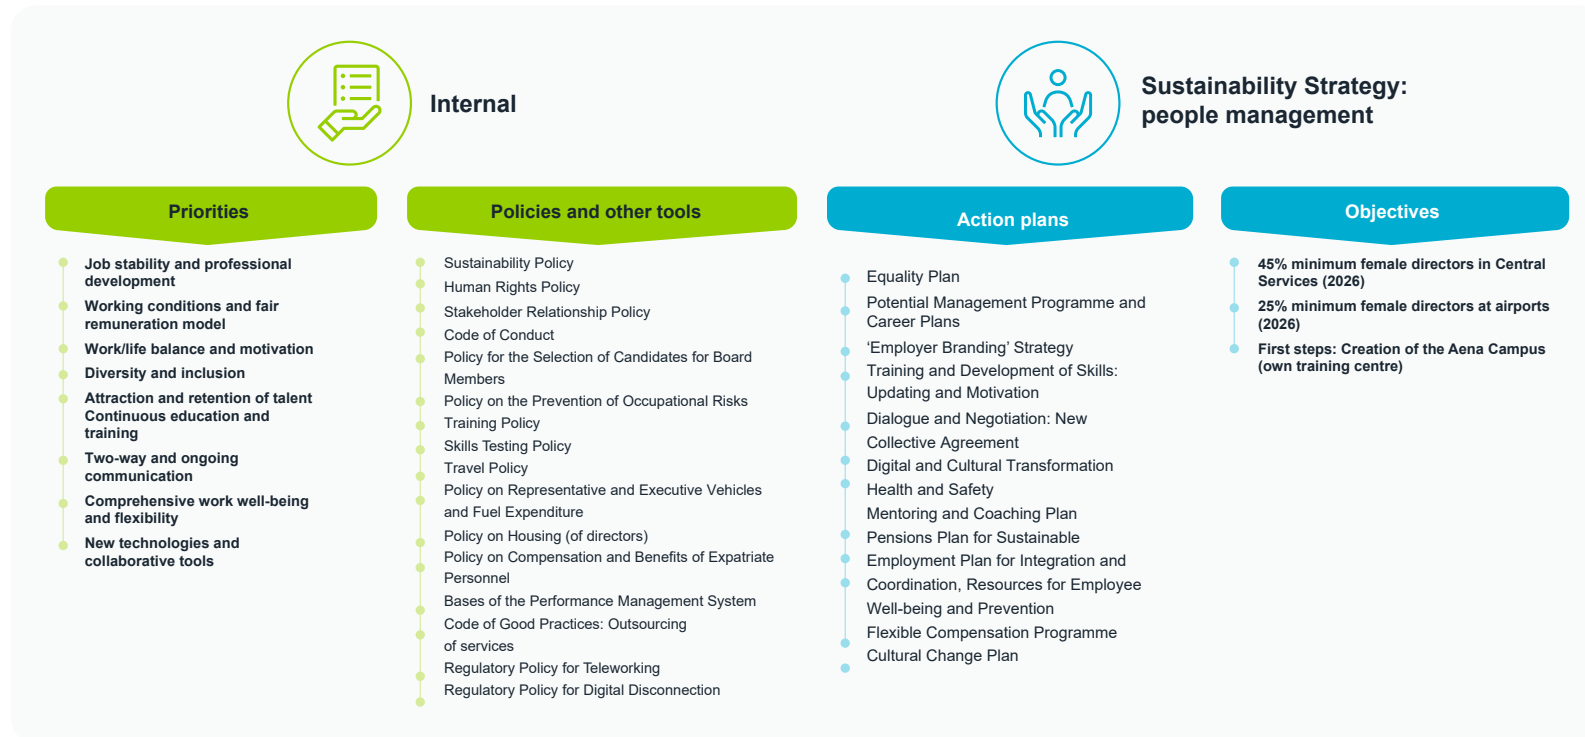 Internal
Sustainability Strategy:
people management
Priorities
Job stability and professional
development
Working conditions and fair
remuneration model
Work/life balance and motivation
Diversity and inclusion
Attraction and retention of talent
Continuous education and
training
Two-way and ongoing
communication
Comprehensive work well-being
and flexibility
New technologies and
collaborative tools
Policies and other tools
Sustainability Policy
Human Rights Policy
Stakeholder Relationship Policy
Code of Conduct
Policy for the Selection of Candidates for Board
Members
Policy on the Prevention of Occupational Risks
Training Policy
Skills Testing Policy
Travel Policy
Policy on Representative and Executive Vehicles
and Fuel Expenditure
Policy on Housing (of directors)
Policy on Compensation and Benefits of Expatriate
Personnel
Bases of the Performance Management System
Code of Good Practices: Outsourcing
of services
Regulatory Policy for Teleworking
Regulatory Policy for Digital Disconnection
Action plans
Equality Plan
Potential Management Programme and
Career Plans
‘Employer Branding’ Strategy
Training and Development of Skills:
Updating and Motivation
Dialogue and Negotiation: New
Collective Agreement
Digital and Cultural Transformation
Health and Safety
Mentoring and Coaching Plan
Pensions Plan for Sustainable
Employment Plan for Integration and
Coordination, Resources for Employee
Well-being and Prevention
Flexible Compensation Programme
Cultural Change Plan
Objectives
45% minimum female directors in Central
Services (2026)
25% minimum female directors at airports
(2026)
First steps: Creation of the Aena Campus
(own training centre)